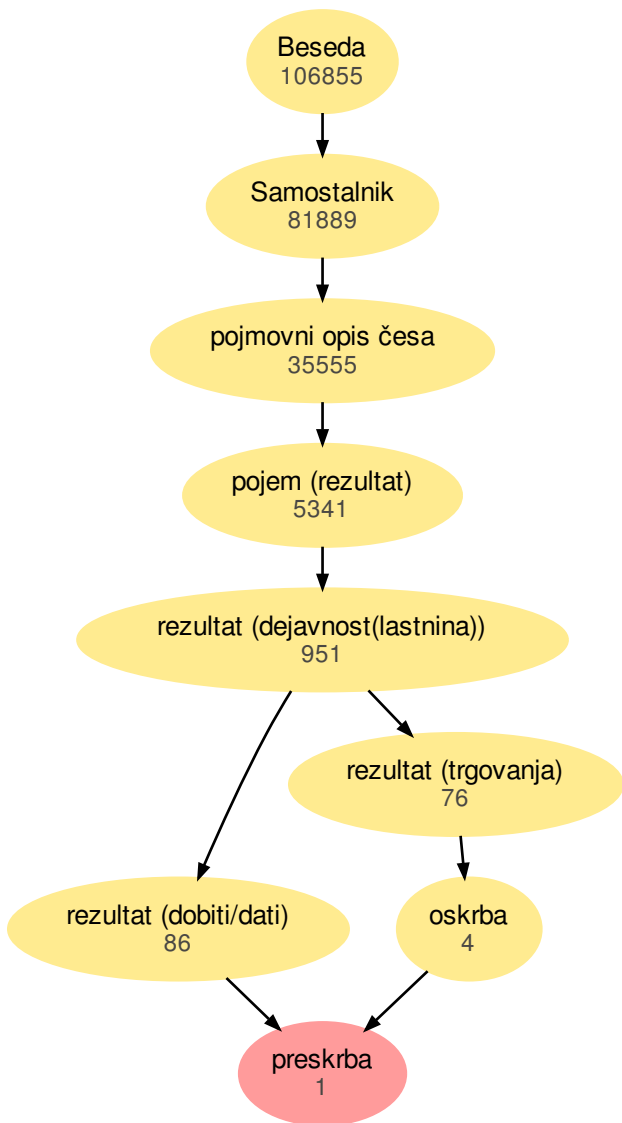 Beseda
106855
Samostalnik
81889
pojmovni opis česa
35555
pojem (rezultat)
5341
rezultat (dejavnost(lastnina))
951
rezultat (trgovanja)
76
rezultat (dobiti/dati)
86
oskrba
4
preskrba
1